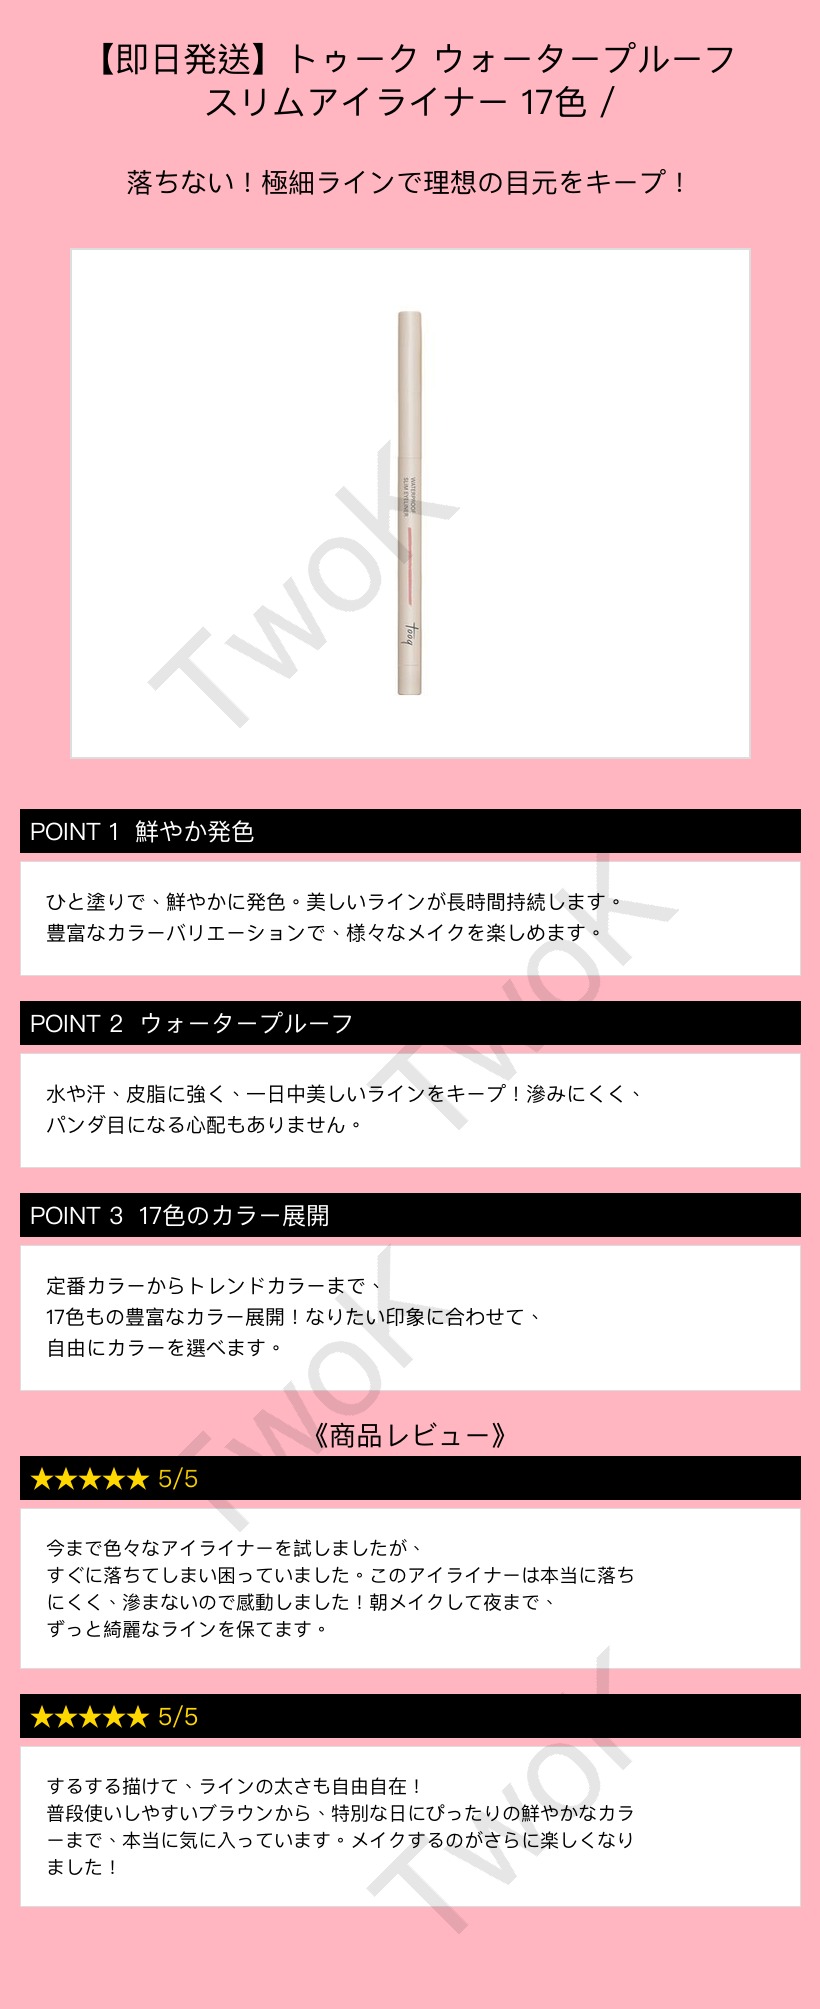 【即日発送】トゥーク ウォータープルーフ
スリムアイライナー 17色 /
落ちない！極細ラインで理想の目元をキープ！
WATERPROOF
SLIM EYELINER
tooq
TwoK
POINT 1 鮮やか発色
ひと塗りで、鮮やかに発色。美しいラインが長時間持続します。
豊富なカラーバリエーションで、様々なメイクを楽しめます。
TwoK
POINT 2 ウォータープルーフ
水や汗、皮脂に強く、一日中美しいラインをキープ！滲みにくく、
パンダ目になる心配もありません。
POINT 3 17色のカラー展開
定番カラーからトレンドカラーまで、
17色もの豊富なカラー展開！なりたい印象に合わせて、
自由にカラーを選べます。
TwoK
《商品レビュー》
★★★★★ 5/5
今まで色々なアイライナーを試しましたが、
すぐに落ちてしまい困っていました。このアイライナーは本当に落ち
にくく、滲まないので感動しました！朝メイクして夜まで、
ずっと綺麗なラインを保てます。
★★★★★ 5/5
するする描けて、ラインの太さも自由自在！
普段使いしやすいブラウンから、特別な日にぴったりの鮮やかなカラ
ーまで、本当に気に入っています。メイクするのがさらに楽しくなり
ました！
TwoK